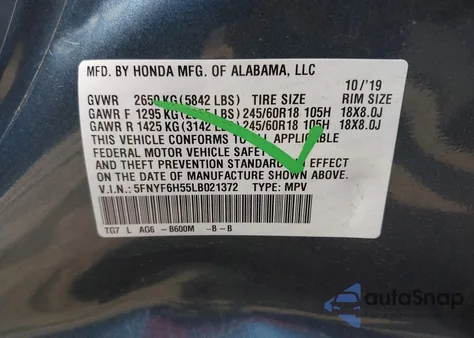 MFD. BY HONDA MFG. OF ALABAMA, LLC 10/'19
GVWR 2650 KG (5842 LBS) TIRE SIZE RIM SIZE
GAWR F 1295 KG LBS) 245/60R18 105H 18X8.0J
GAWR R 1425 KG (3142 LBS) 245/60R18 105H 18X8.0J
THIS VEHICLE CONFORMS TO ALL APPLICABLE
FEDERAL MOTOR VEHICLE SAFETY
AND THEFT PREVENTION STANDARDS IN EFFECT
ON THE DATE OF MANUFACTURE SHOWN ABOVE.
V.I.N.: 5FNYF6H55LB021372 TYPE: MPV
TG7 L AG6 -B600M -B-B
autoSnap